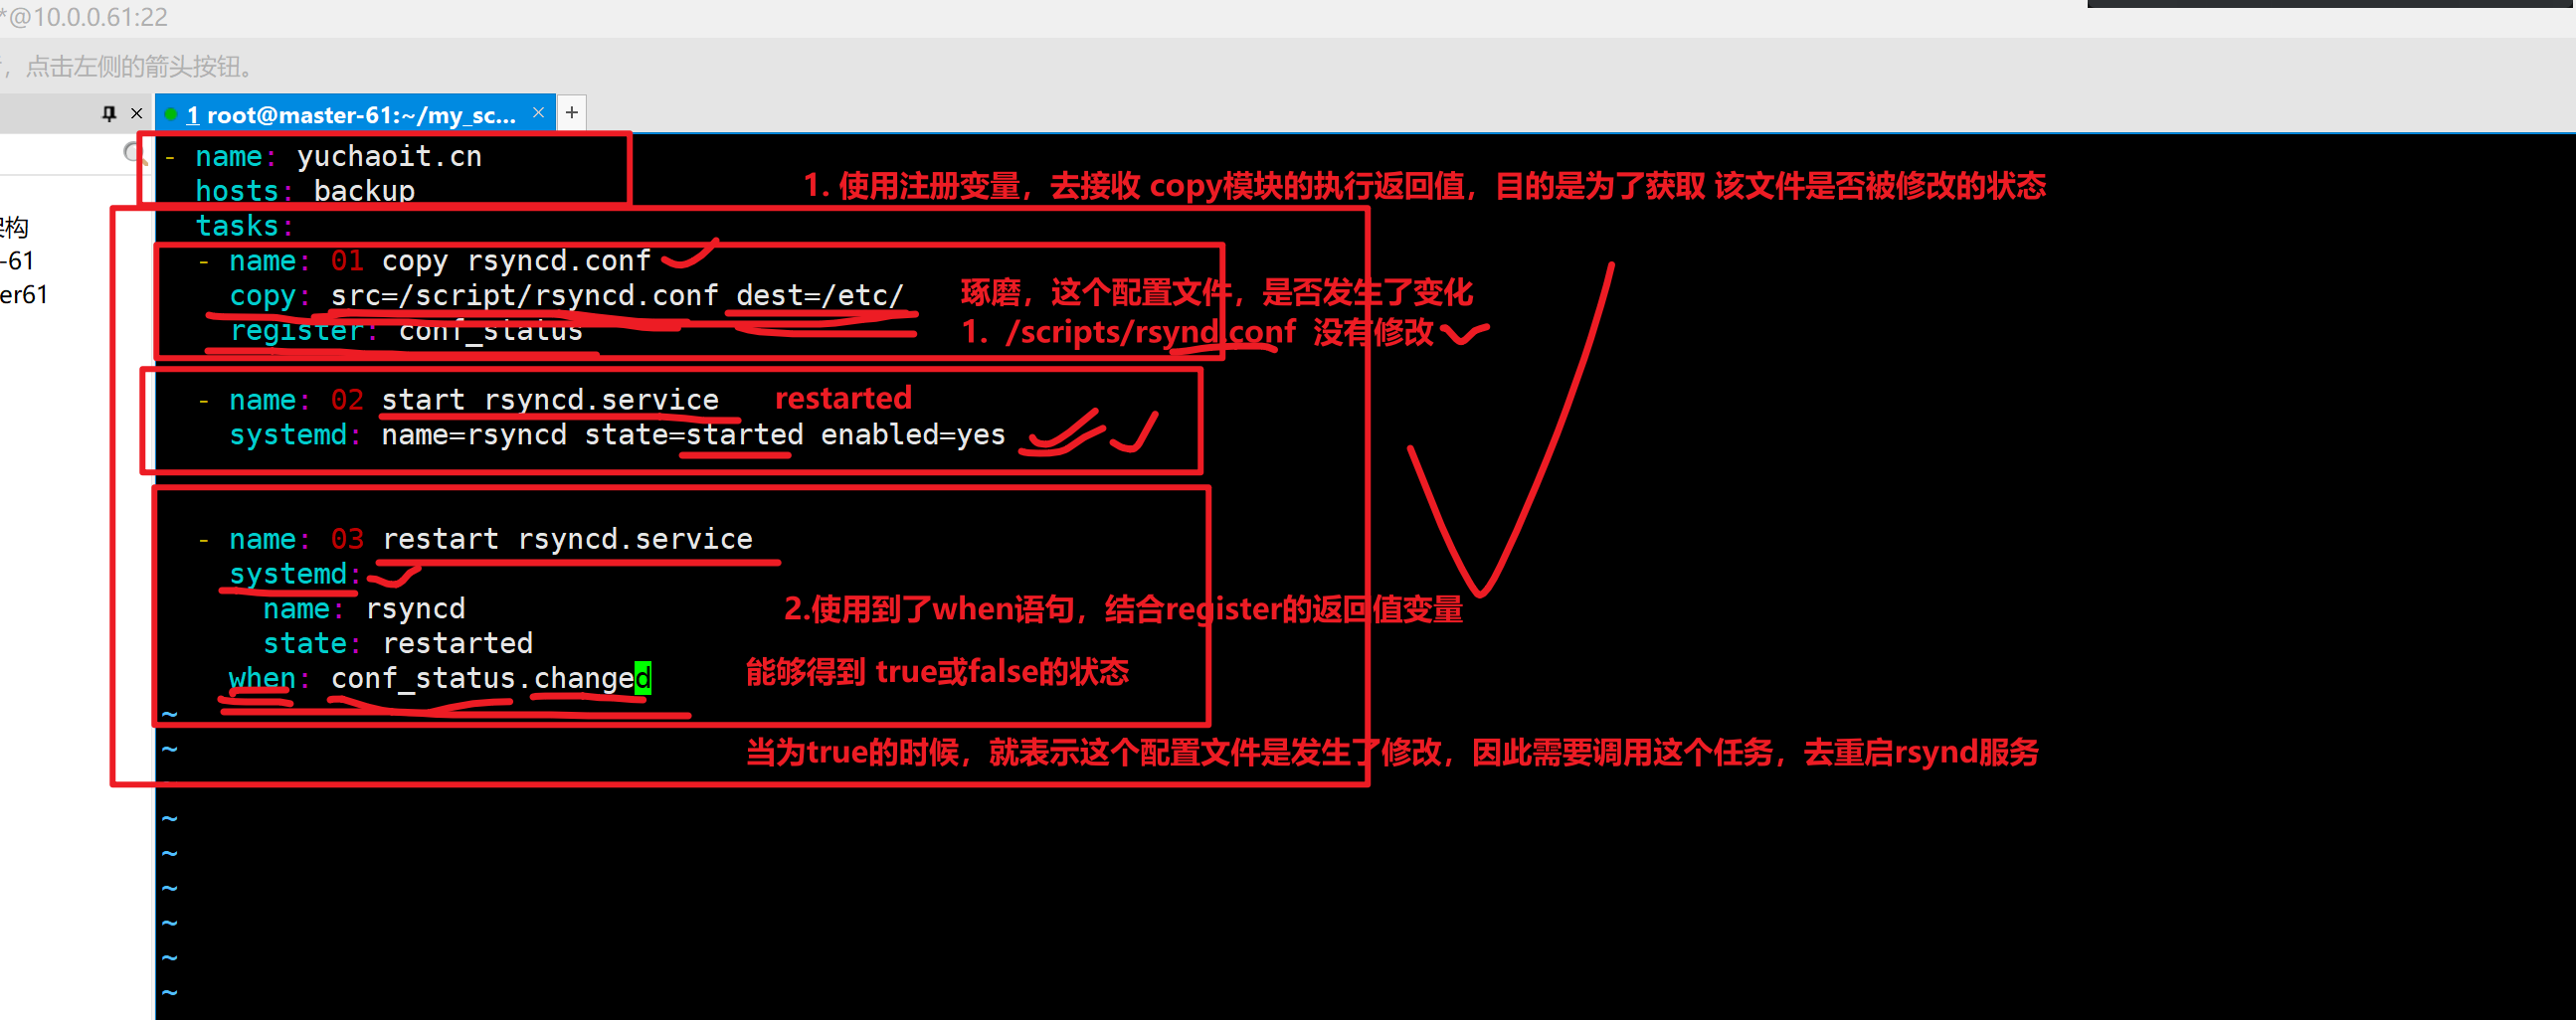 *@10.0.0.61:22
，点击左侧的箭头按钮。
1 root@master-61:~/my_sc...
架构
-61
er61
- name: yuchaoit.cn
hosts: backup
1. 使用注册变量，去接收 copy模块的执行返回值，目的是为了获取 该文件是否被修改的状态
tasks:
- name: 01 copy rsyncd.conf
copy: src=/script/rsyncd.conf dest=/etc/
琢磨，这个配置文件，是否发生了变化
register: conf_status
1. /scripts/rsynd.conf 没有修改
- name: 02 start rsyncd.service
restarted
systemd: name=rsyncd state=started enabled=yes
- name: 03 restart rsyncd.service
systemd:
name: rsyncd
2.使用到了when语句，结合register的返回值变量
state: restarted
when: conf_status.changed
能够得到 true或false的状态
~
~
当为true的时候，就表示这个配置文件是发生了修改，因此需要调用这个任务，去重启rsynd服务
~
~
~
~
~
~